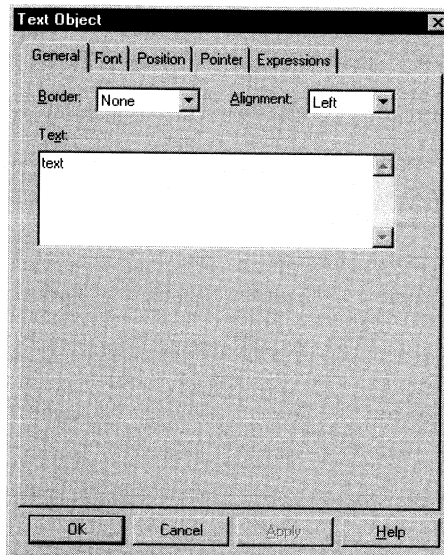 Text Object
General Font Position Pointer Expressions
Border: None Alignment: Left
Text:
text
OK Cancel Apply Help